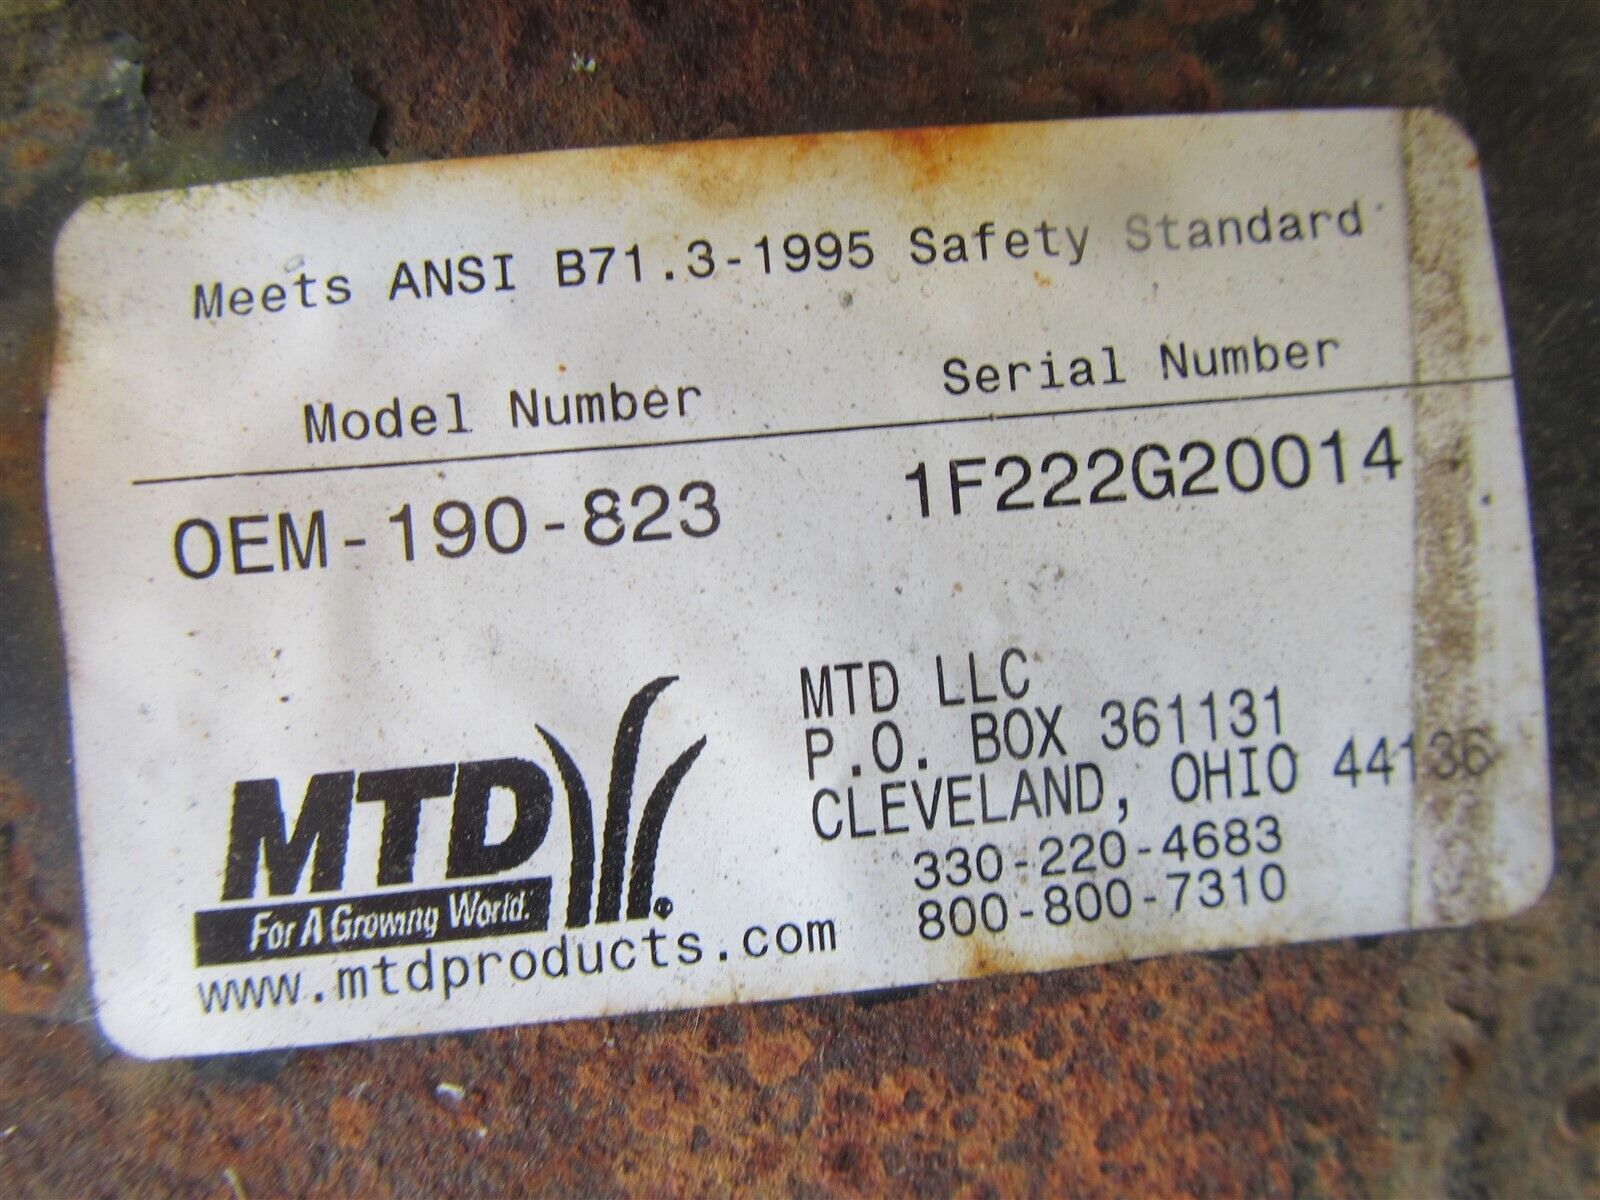 Meets ANSI B71.3-1995 Safety Standard
Model Number Serial Number
OEM-190-823 1F222G20014
MTD LLC
P.O. BOX 361131
CLEVELAND, OHIO 44136
330-220-4683
800-800-7310
MTD
For A Growing World.
®
www.mtdproducts.com